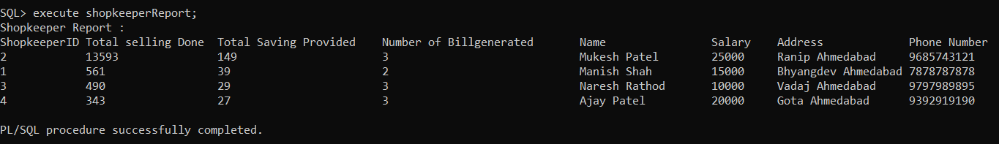 SQL> execute shopkeeperReport;
Shopkeeper Report :
ShopkeeperID Total selling Done  Total Saving Provided    Number of Billgenerated       Name            Salary    Address           Phone Number
2            13593               149                      3                             Mukesh Patel    25000     Ranip Ahmedabad   9685743121
1            561                 39                       2                             Manish Shah     15000     Bhyangdev Ahmedabad 7878787878
3            490                 29                       3                             Naresh Rathod   10000     Vadaj Ahmedabad   9797989895
4            343                 27                       3                             Ajay Patel      20000     Gota Ahmedabad    9392919190
PL/SQL procedure successfully completed.